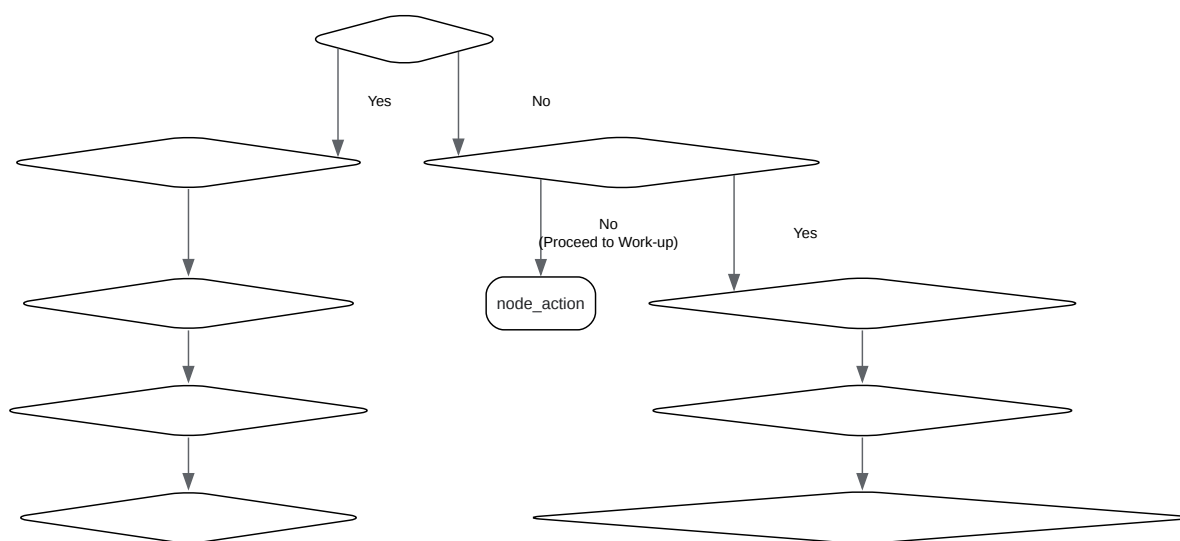 Yes
No
No
(Proceed to Work-up)
Yes
node_action